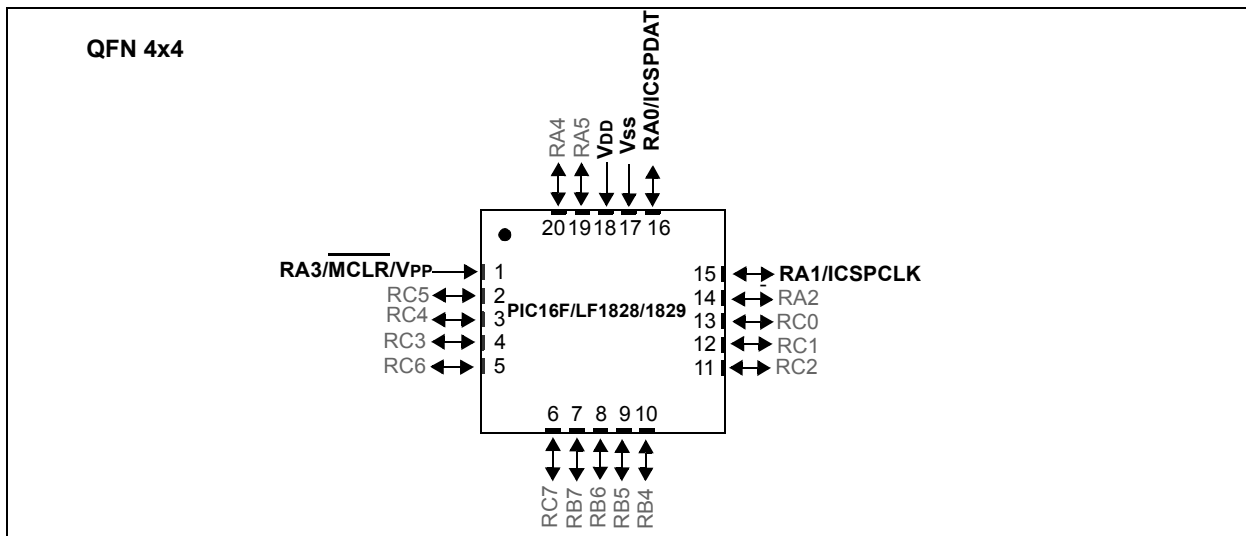 QFN 4x4
RA4
RA5
VDD
VSS
RA0/ICSPDAT
20 19 18 17 16
RA3/MCLR/VPP 1
RC5 2
RC4 3
RC3 4
RC6 5
PIC16F/LF1828/1829
15 RA1/ICSPCLK
14 RA2
13 RC0
12 RC1
11 RC2
6 7 8 9 10
RC7
RB7
RB6
RB5
RB4